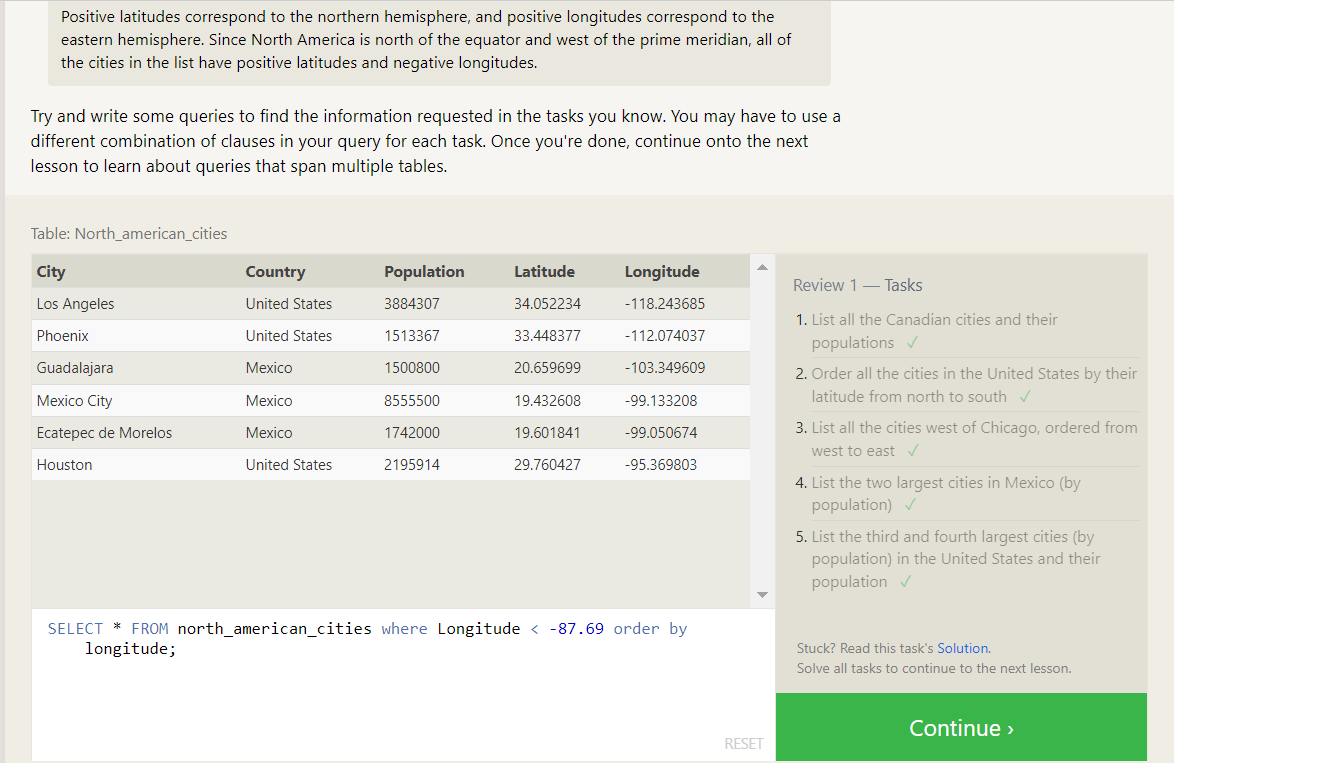 Positive latitudes correspond to the northern hemisphere, and positive longitudes correspond to the
eastern hemisphere. Since North America is north of the equator and west of the prime meridian, all of
the cities in the list have positive latitudes and negative longitudes.
Try and write some queries to find the information requested in the tasks you know. You may have to use a
different combination of clauses in your query for each task. Once you're done, continue onto the next
lesson to learn about queries that span multiple tables.
Table: North_american_cities
City Country Population Latitude Longitude
Los Angeles United States 3884307 34.052234 -118.243685
Phoenix United States 1513367 33.448377 -112.074037
Guadalajara Mexico 1500800 20.659699 -103.349609
Mexico City Mexico 8555500 19.432608 -99.133208
Ecatepec de Morelos Mexico 1742000 19.601841 -99.050674
Houston United States 2195914 29.760427 -95.369803
SELECT * FROM north_american_cities where Longitude < -87.69 order by
longitude;
RESET
Review 1 — Tasks
1. List all the Canadian cities and their
populations ✓
2. Order all the cities in the United States by their
latitude from north to south ✓
3. List all the cities west of Chicago, ordered from
west to east ✓
4. List the two largest cities in Mexico (by
population) ✓
5. List the third and fourth largest cities (by
population) in the United States and their
population ✓
Stuck? Read this task's Solution.
Solve all tasks to continue to the next lesson.
Continue ›